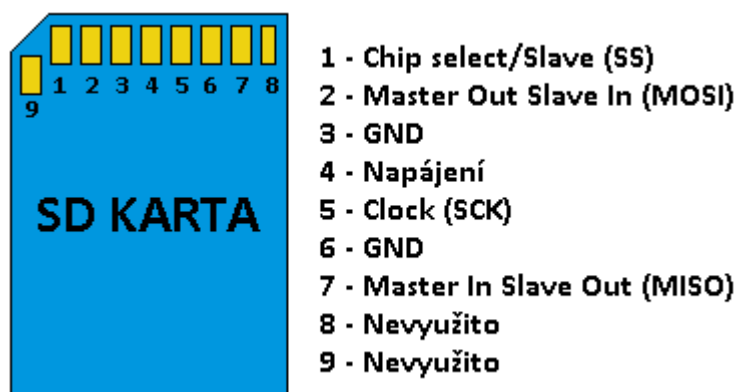 1 2 3 4 5 6 7 8
9
SD KARTA
1 - Chip select/Slave (SS)
2 - Master Out Slave In (MOSI)
3 - GND
4 - Napájení
5 - Clock (SCK)
6 - GND
7 - Master In Slave Out (MISO)
8 - Nevyužito
9 - Nevyužito